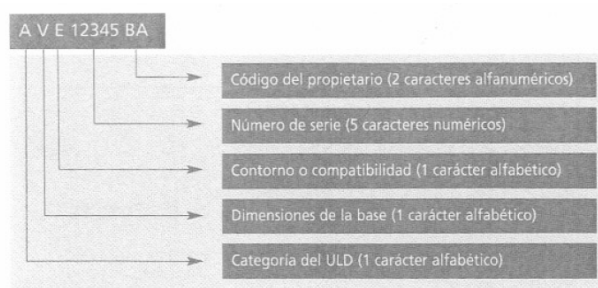 A V E 12345 BA
Código del propietario (2 caracteres alfanuméricos)
Número de serie (5 caracteres numéricos)
Contorno o compatibilidad (1 carácter alfabético)
Dimensiones de la base (1 carácter alfabético)
Categoría del ULD (1 carácter alfabético)